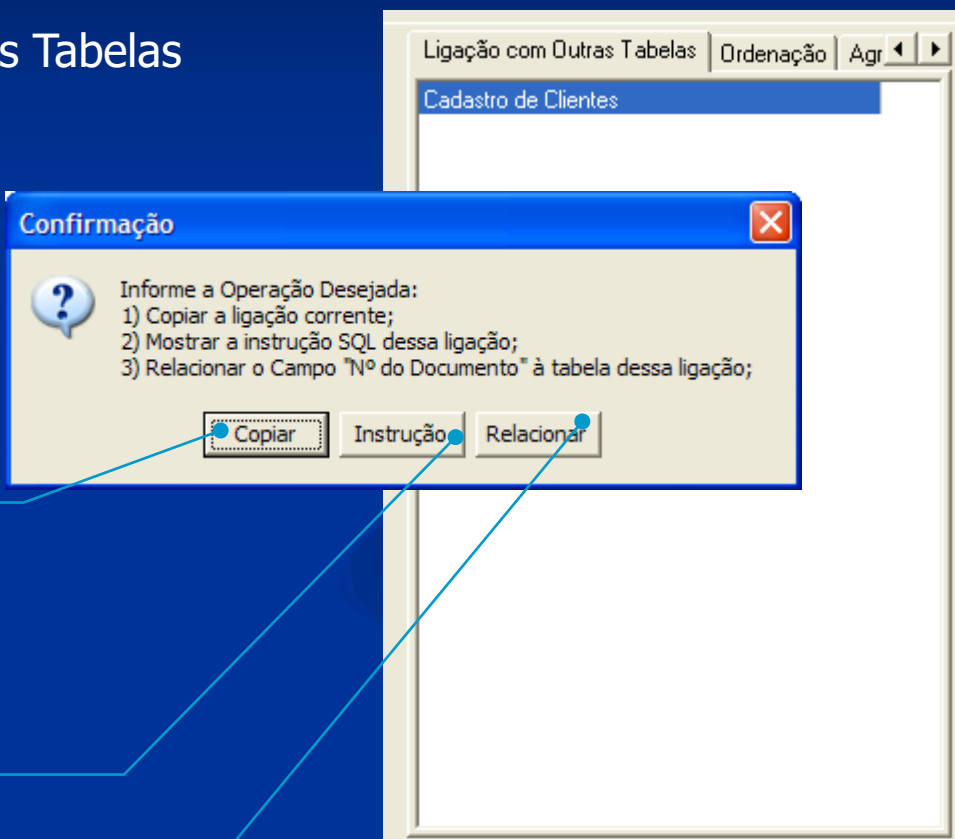 s Tabelas
Ligação com Outras Tabelas
Ordenação
Agr
Cadastro de Clientes
Confirmação
Informe a Operação Desejada:
1) Copiar a ligação corrente;
2) Mostrar a instrução SQL dessa ligação;
3) Relacionar o Campo "Nº do Documento" à tabela dessa ligação;
Copiar
Instrução
Relacionar